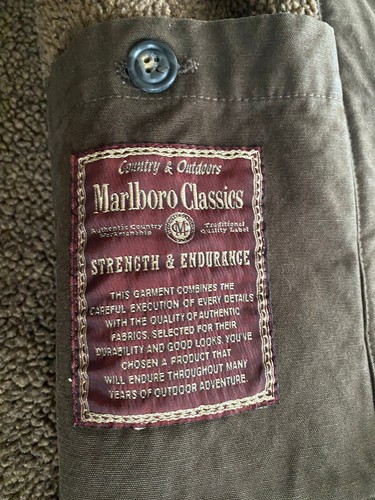 Country & Outdoors
Marlboro Classics
Authentic Country Workmanship
M
Traditional Quality Label
STRENGTH & ENDURANCE
THIS GARMENT COMBINES THE
CAREFUL EXECUTION OF EVERY DETAILS
WITH THE QUALITY OF AUTHENTIC
FABRICS. SELECTED FOR THEIR
DURABILITY AND GOOD LOOKS, YOU'VE
CHOSEN A PRODUCT THAT
WILL ENDURE THROUGHOUT MANY
YEARS OF OUTDOOR ADVENTURE.